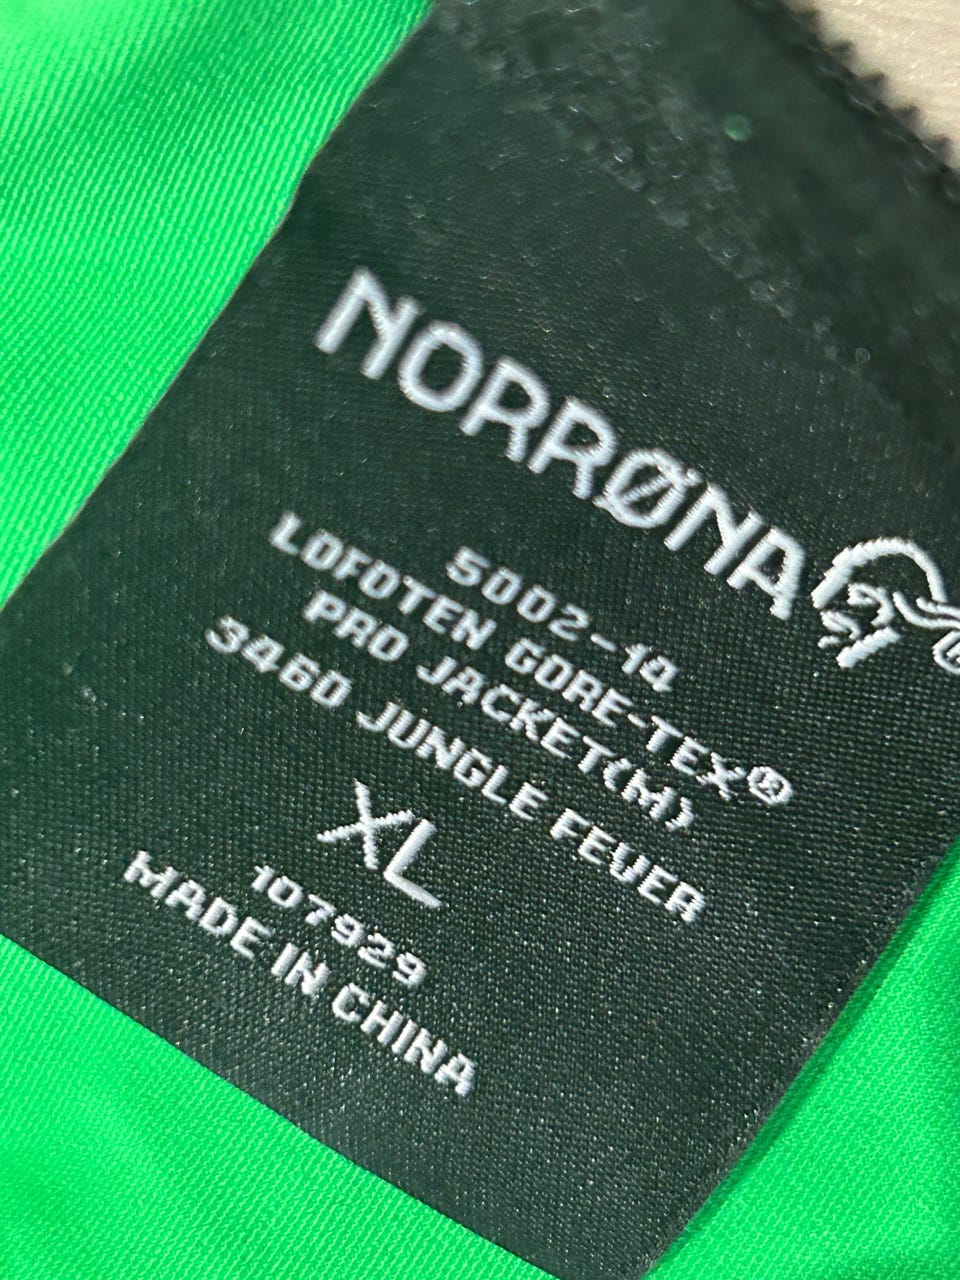 NORRØNA
5002-14
LOFOTEN GORE-TEX®
PRO JACKET(M)
3460 JUNGLE FEVER
XL
107929
MADE IN CHINA